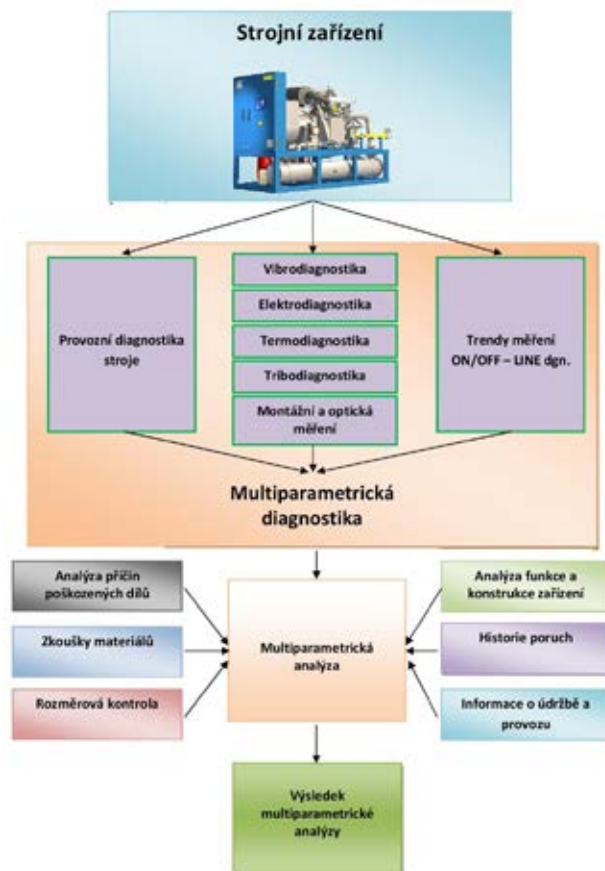 Strojní zařízení
Provozní diagnostika
stroje
Vibrodiagnostika
Elektrodiagnostika
Termodiagnostika
Tribodiagnostika
Montážní a optická
měření
Trendy měření
ON/OFF – LINE dgn.
Multiparametrická
diagnostika
Analýza příčin
poškozených dílů
Zkoušky materiálů
Rozměrová kontrola
Multiparametrická
analýza
Analýza funkce a
konstrukce zařízení
Historie poruch
Informace o údržbě a
provozu
Výsledek
multiparametrické
analýzy